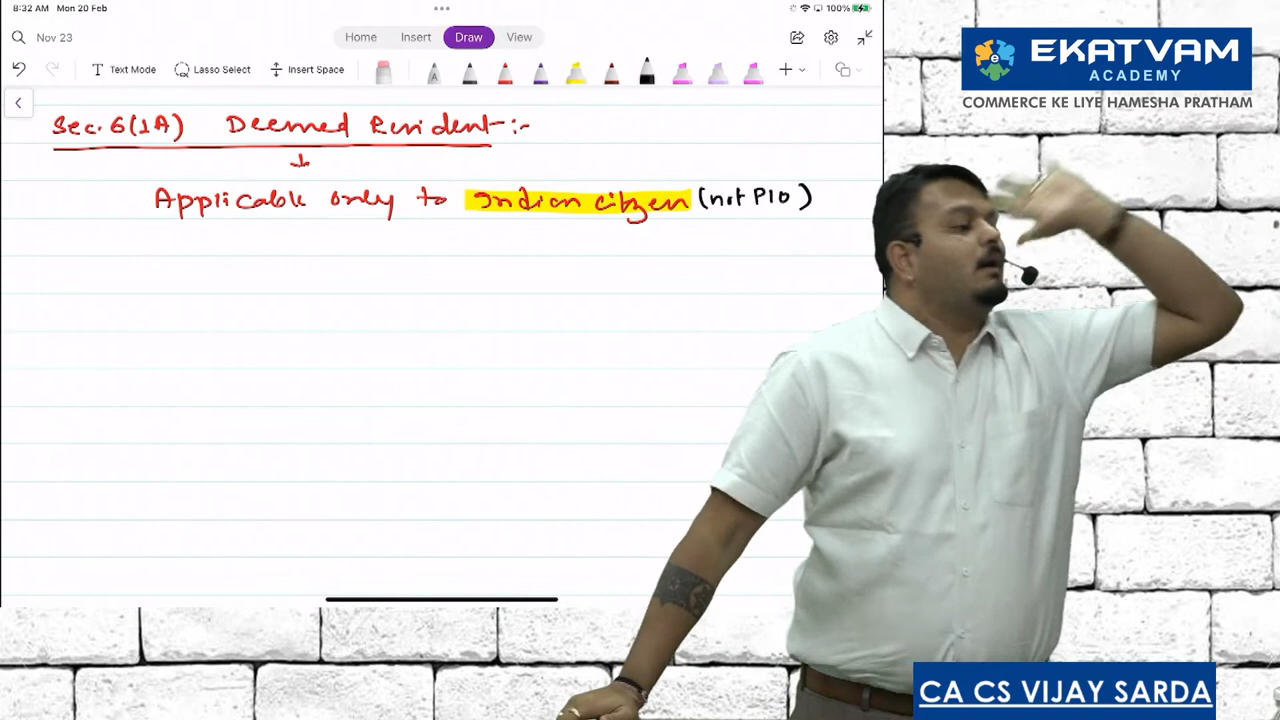 8:32 AM Mon 20 Feb
100%
Nov 23
Home Insert Draw View
Text Mode Lasso Select Insert Space
Sec. 6(1A) Deemed Resident :-
Applicable only to Indian citizen (not PIO)
EKATVAM
ACADEMY
COMMERCE KE LIYE HAMESHA PRATHAM
CA CS VIJAY SARDA